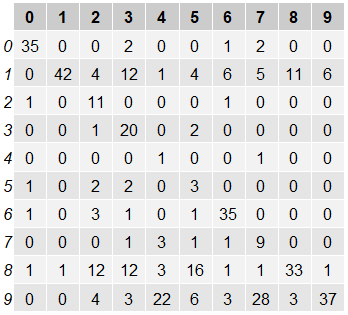 0 1 2 3 4 5 6 7 8 9
0 35 0 0 2 0 0 1 2 0 0
1 0 42 4 12 1 4 6 5 11 6
2 1 0 11 0 0 0 1 0 0 0
3 0 0 1 20 0 2 0 0 0 0
4 0 0 0 0 1 0 0 1 0 0
5 1 0 2 2 0 3 0 0 0 0
6 1 0 3 1 0 1 35 0 0 0
7 0 0 0 1 3 1 1 9 0 0
8 1 1 12 12 3 16 1 1 33 1
9 0 0 4 3 22 6 3 28 3 37